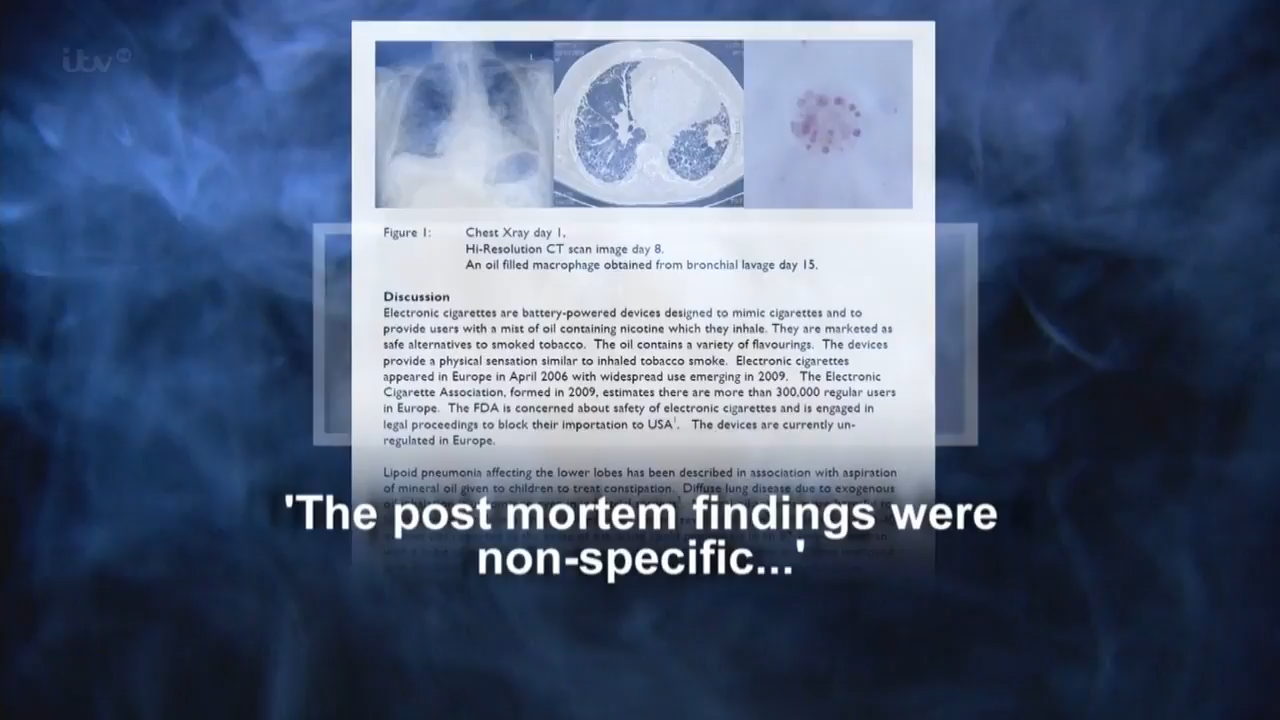 itv
Figure 1: Chest Xray day 1,
Hi-Resolution CT scan image day 8.
An oil filled macrophage obtained from bronchial lavage day 15.
Discussion
Electronic cigarettes are battery-powered devices designed to mimic cigarettes and to
provide users with a mist of oil containing nicotine which they inhale. They are marketed as
safe alternatives to smoked tobacco. The oil contains a variety of flavourings. The devices
provide a physical sensation similar to inhaled tobacco smoke. Electronic cigarettes
appeared in Europe in April 2006 with widespread use emerging in 2009. The Electronic
Cigarette Association, formed in 2009, estimates there are more than 300,000 regular users
in Europe. The FDA is concerned about safety of electronic cigarettes and is engaged in
legal proceedings to block their importation to USA¹. The devices are currently un-
regulated in Europe.
Lipoid pneumonia affecting the lower lobes has been described in association with aspiration
of mineral oil given to children to treat constipation. Diffuse lung disease due to exogenous
'The post mortem findings were
non-specific...'